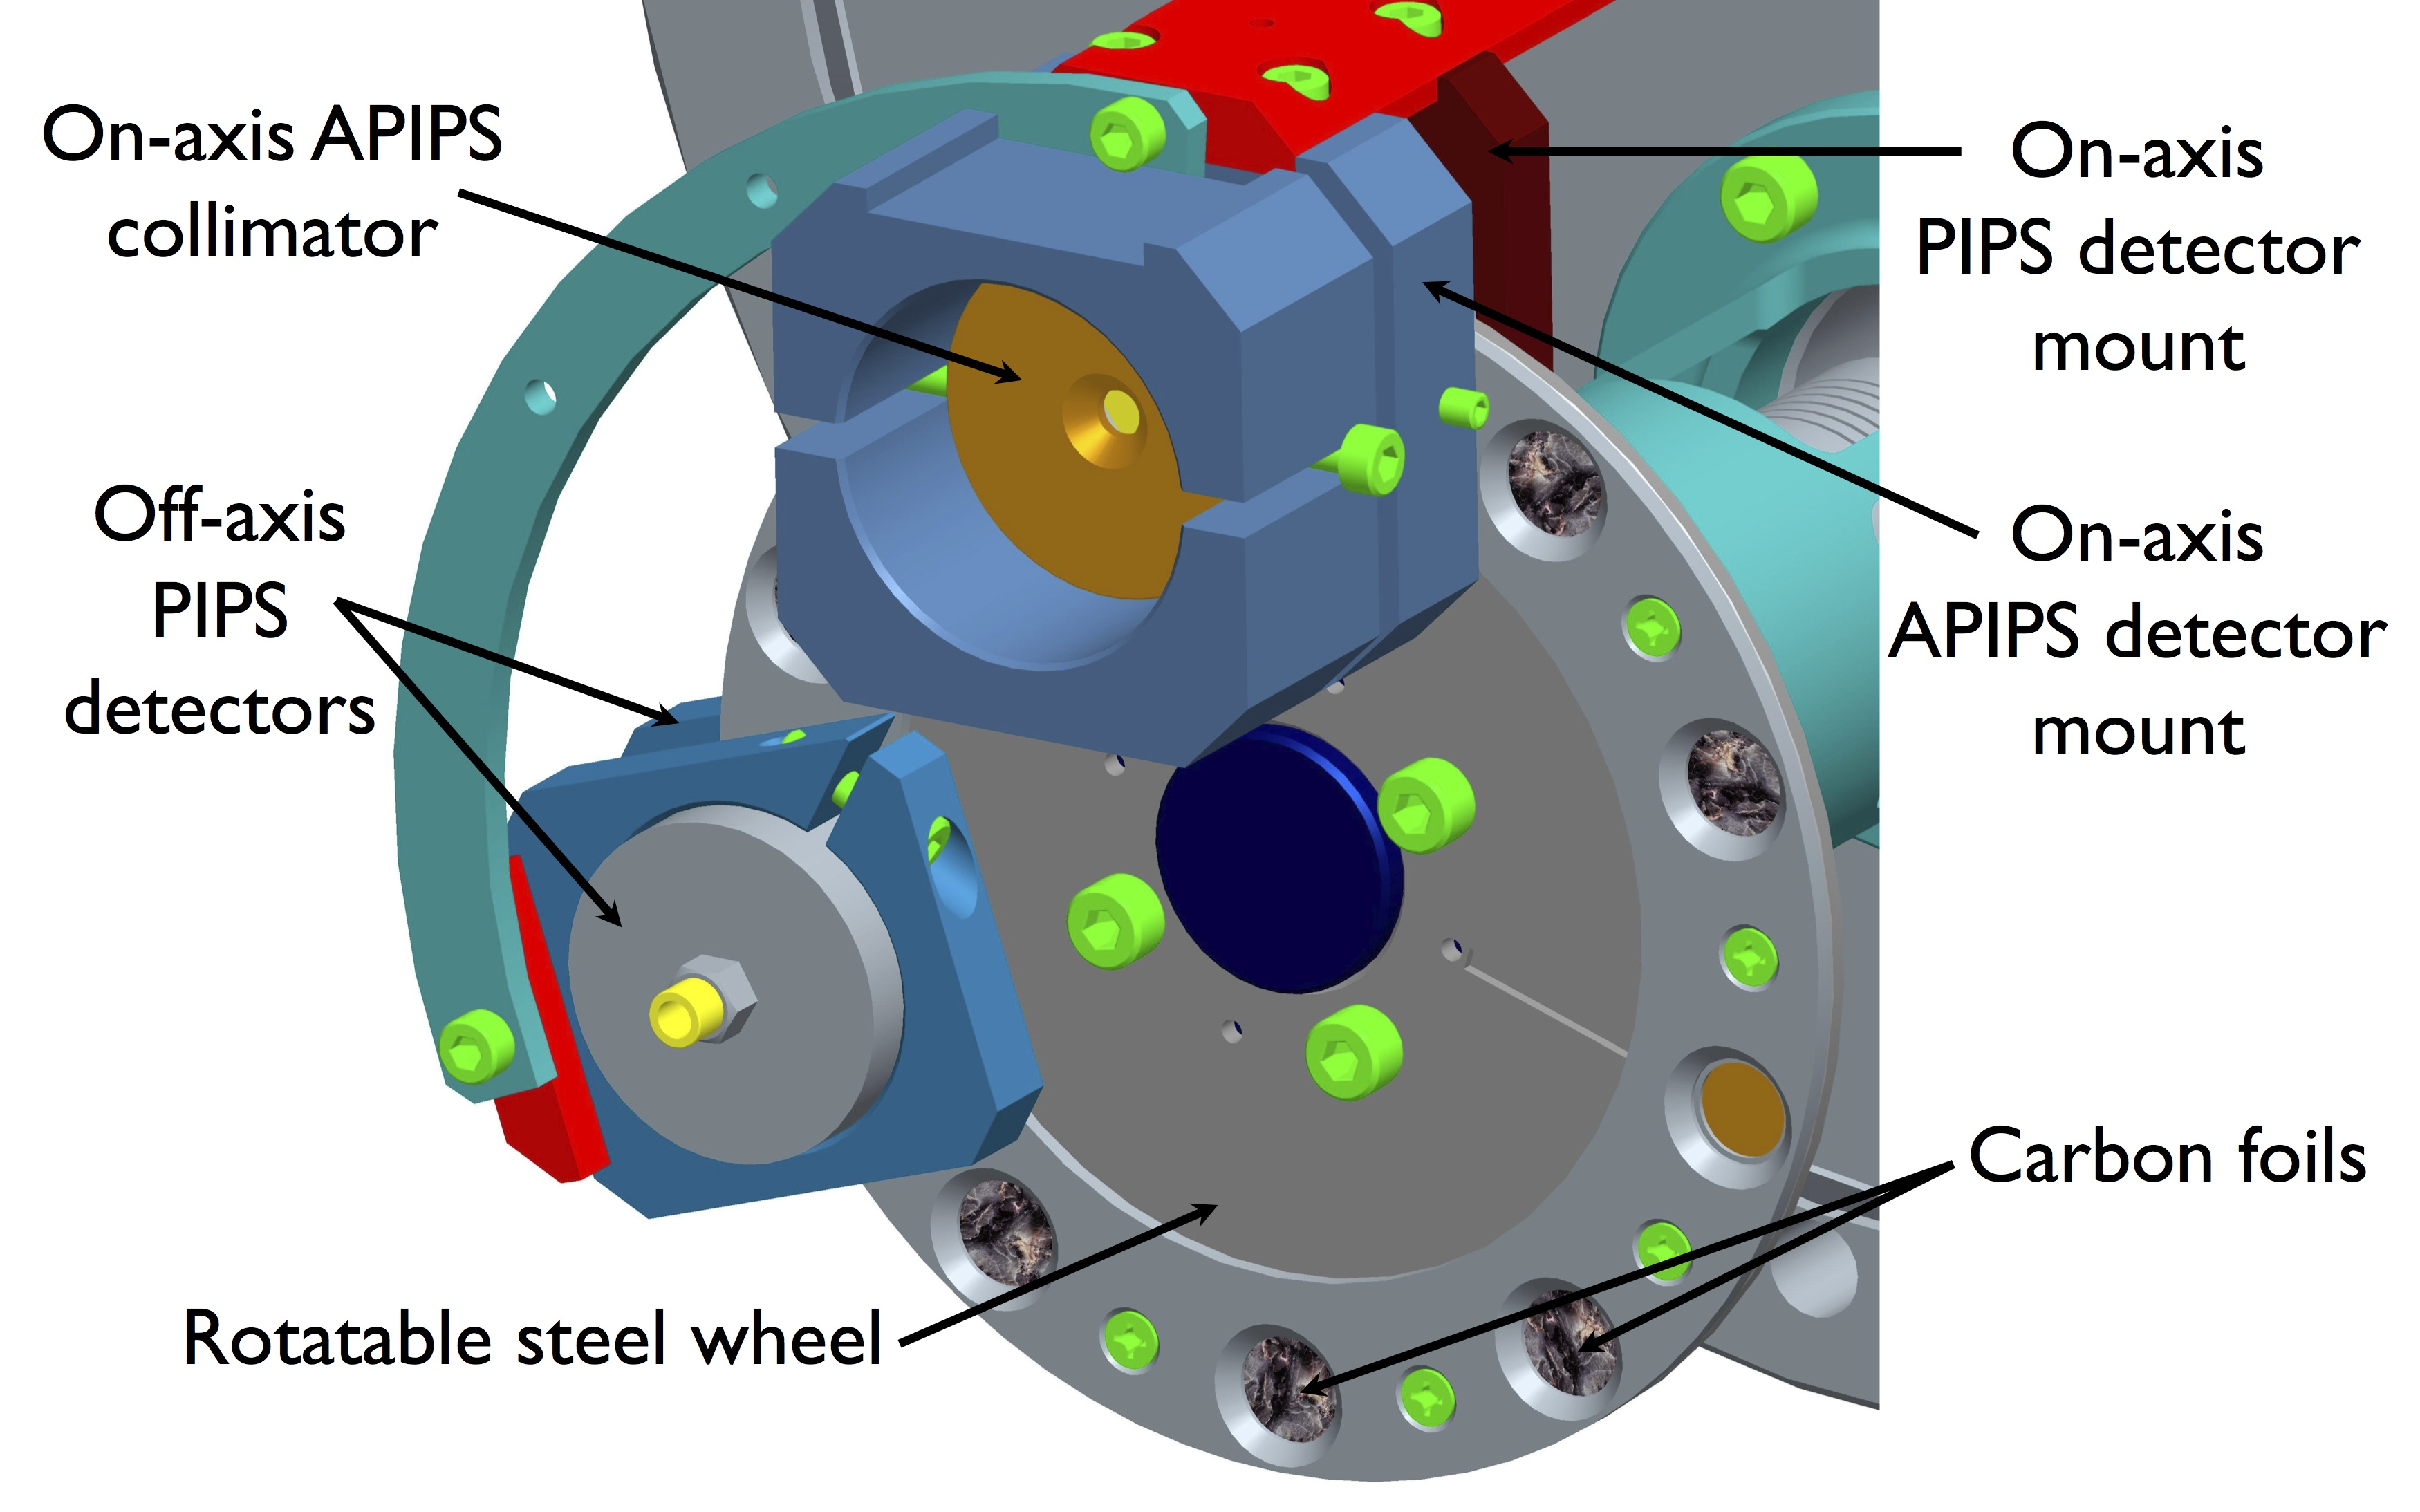 On-axis APIPS
collimator
On-axis
PIPS detector
mount
Off-axis
PIPS
detectors
On-axis
APIPS detector
mount
Carbon foils
Rotatable steel wheel